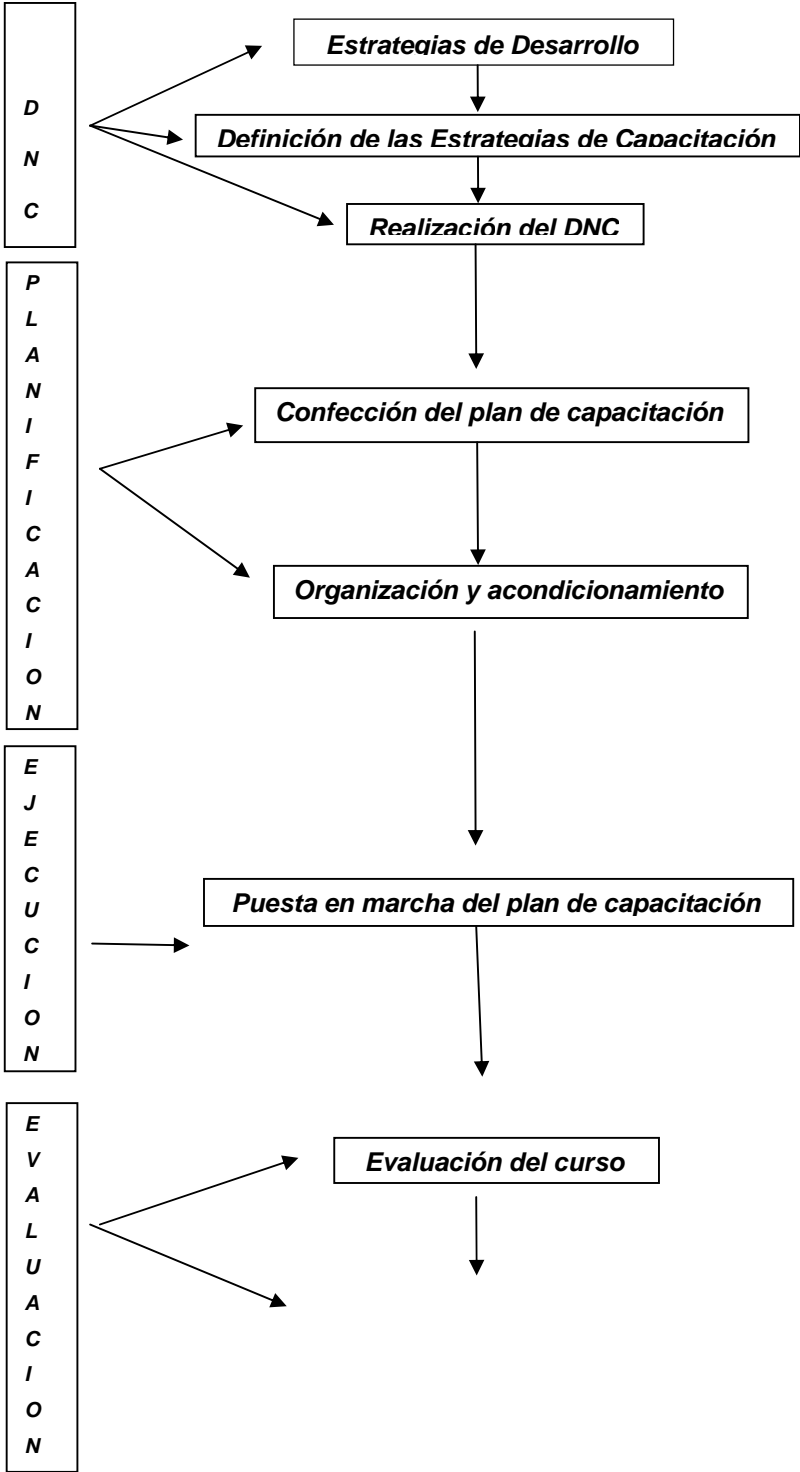 D
N
C
Estrategias de Desarrollo
Definición de las Estrategias de Capacitación
Realización del DNC
P
L
A
N
I
F
I
C
A
C
I
O
N
Confección del plan de capacitación
Organización y acondicionamiento
E
J
E
C
U
C
I
O
N
Puesta en marcha del plan de capacitación
E
V
A
L
U
A
C
I
O
N
Evaluación del curso